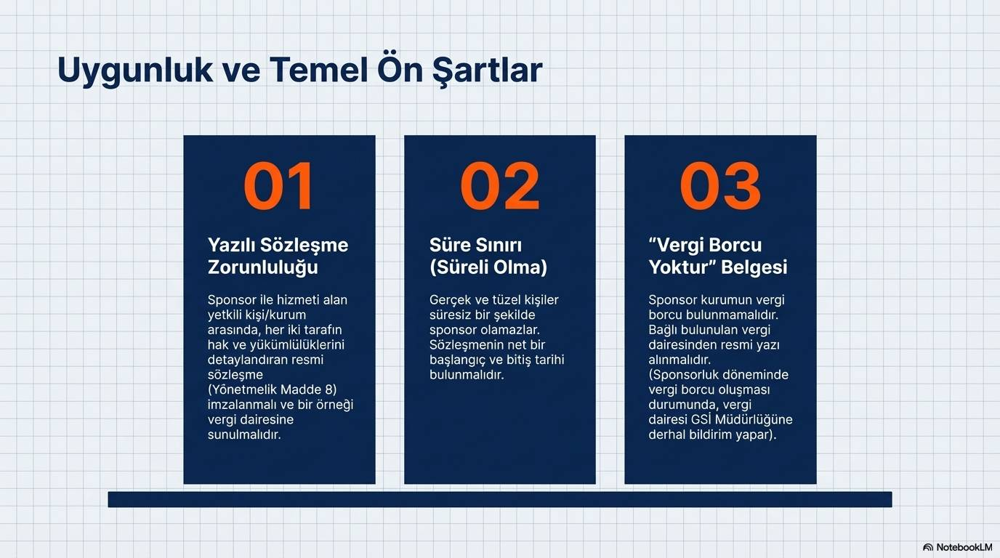 Uygunluk ve Temel Ön Şartlar
01
Yazılı Sözleşme
Zorunluluğu
Sponsor ile hizmeti alan
yetkili kişi/kurum
arasında, her iki tarafın
hak ve yükümlülüklerini
detaylandıran resmi
sözleşme
(Yönetmelik Madde 8)
imzalanmalı ve bir örneği
vergi dairesine
sunulmalıdır.
02
Süre Sınırı
(Süreli Olma)
Gerçek ve tüzel kişiler
süresiz bir şekilde
sponsor olamazlar.
Sözleşmenin net bir
başlangıç ve bitiş tarihi
bulunmalıdır.
03
“Vergi Borcu
Yoktur” Belgesi
Sponsor kurumun vergi
borcu bulunmamalıdır.
Bağlı bulunulan vergi
dairesinden resmi yazı
alınmalıdır.
(Sponsorluk döneminde
vergi borcu oluşması
durumunda, vergi
dairesi GSİ Müdürlüğüne
derhal bildirim yapar).
NotebookLM